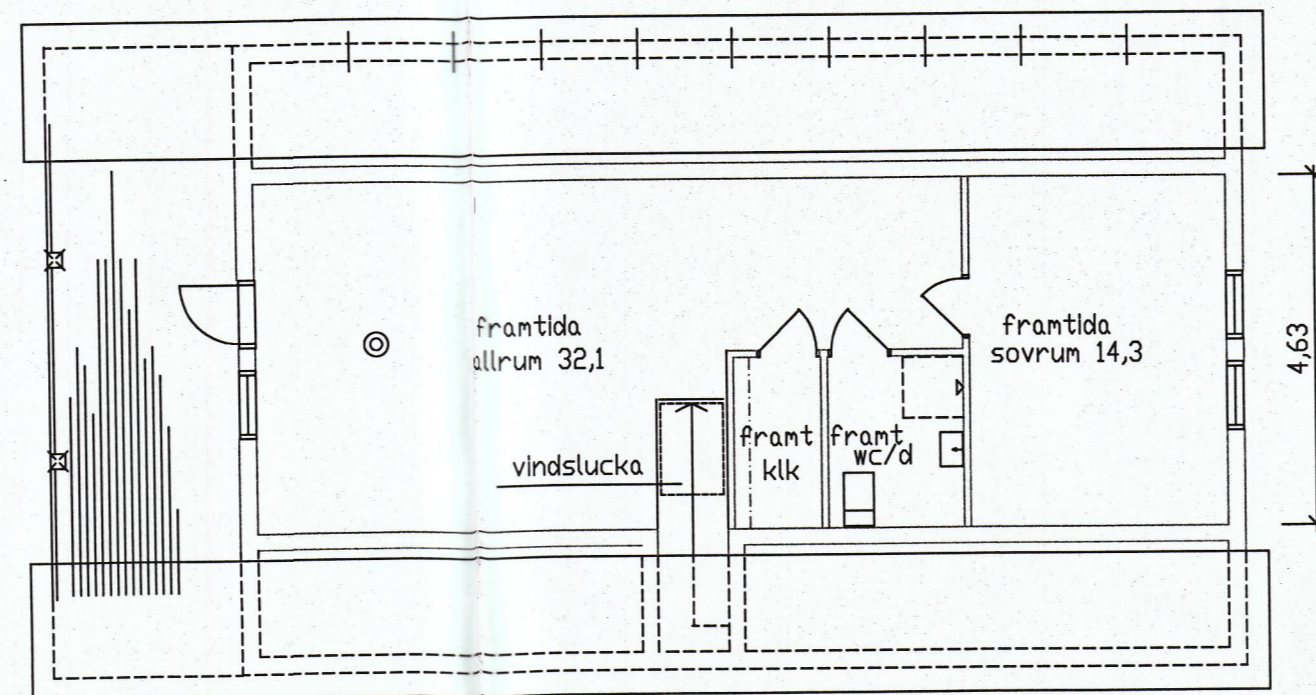 framtida
allrum 32,1
framtida
sovrum 14,3
4,63
framt
klk
framt
wc/d
vindslucka